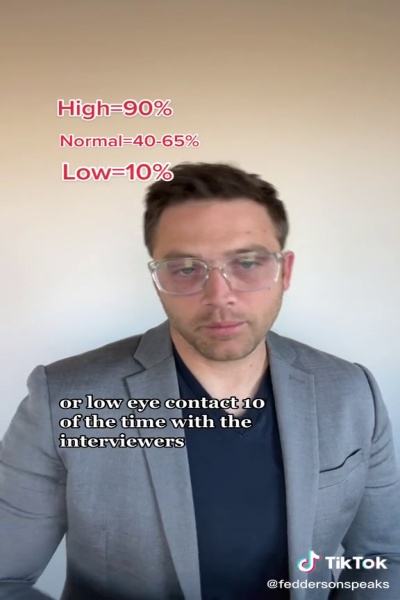 High=90%
Normal=40-65%
Low=10%
or low eye contact 10
of the time with the
interviewers
TikTok
@feddersonspeaks